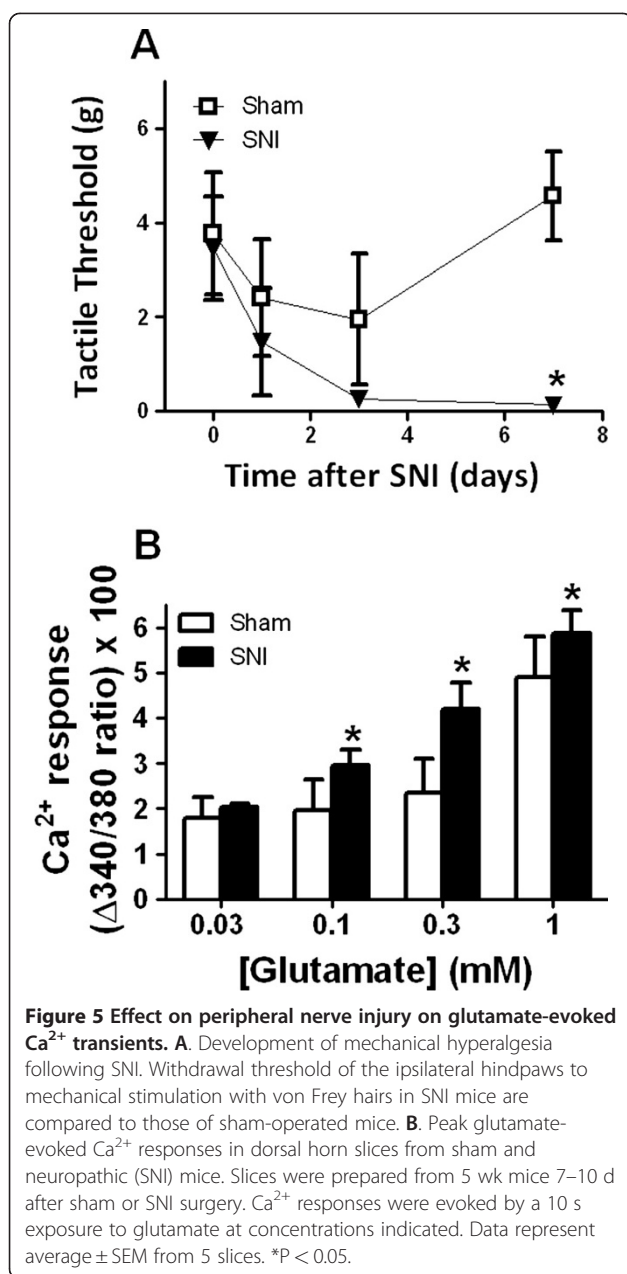 A
Tactile Threshold (g)
6
4
2
0
Sham
SNI
*
0 2 4 6 8
Time after SNI (days)
B
Ca²⁺ response
(Δ340/380 ratio) x 100
6
5
4
3
2
1
0
Sham
SNI
* * *
0.03 0.1 0.3 1
[Glutamate] (mM)
Figure 5 Effect on peripheral nerve injury on glutamate-evoked
Ca²⁺ transients. A. Development of mechanical hyperalgesia
following SNI. Withdrawal threshold of the ipsilateral hindpaws to
mechanical stimulation with von Frey hairs in SNI mice are
compared to those of sham-operated mice. B. Peak glutamate-
evoked Ca²⁺ responses in dorsal horn slices from sham and
neuropathic (SNI) mice. Slices were prepared from 5 wk mice 7–10 d
after sham or SNI surgery. Ca²⁺ responses were evoked by a 10 s
exposure to glutamate at concentrations indicated. Data represent
average ± SEM from 5 slices. *P < 0.05.